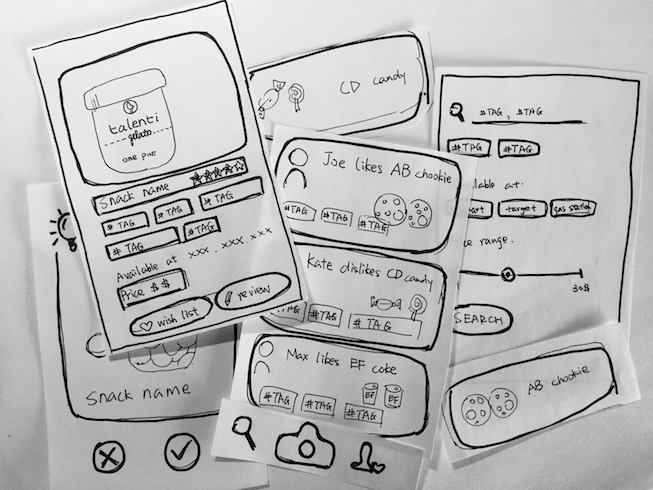 talenti
gelato
one pint
Snack name
# TAG
# TAG
# TAG
# TAG
# TAG
Available at xxx . xxx . xxx
Price $ $
wish list
review
Snack name
CD candy
Joe likes AB chookie
#TAG
#TAG
#TAG
Kate dislikes CD candy
#TAG
#TAG
# TAG
Max likes EF coke
EF
EF
#TAG
#TAG
#TAG
#TAG, #TAG
#TAG
#TAG
at.
target
gas station
range.
30$
SEARCH
AB chookie